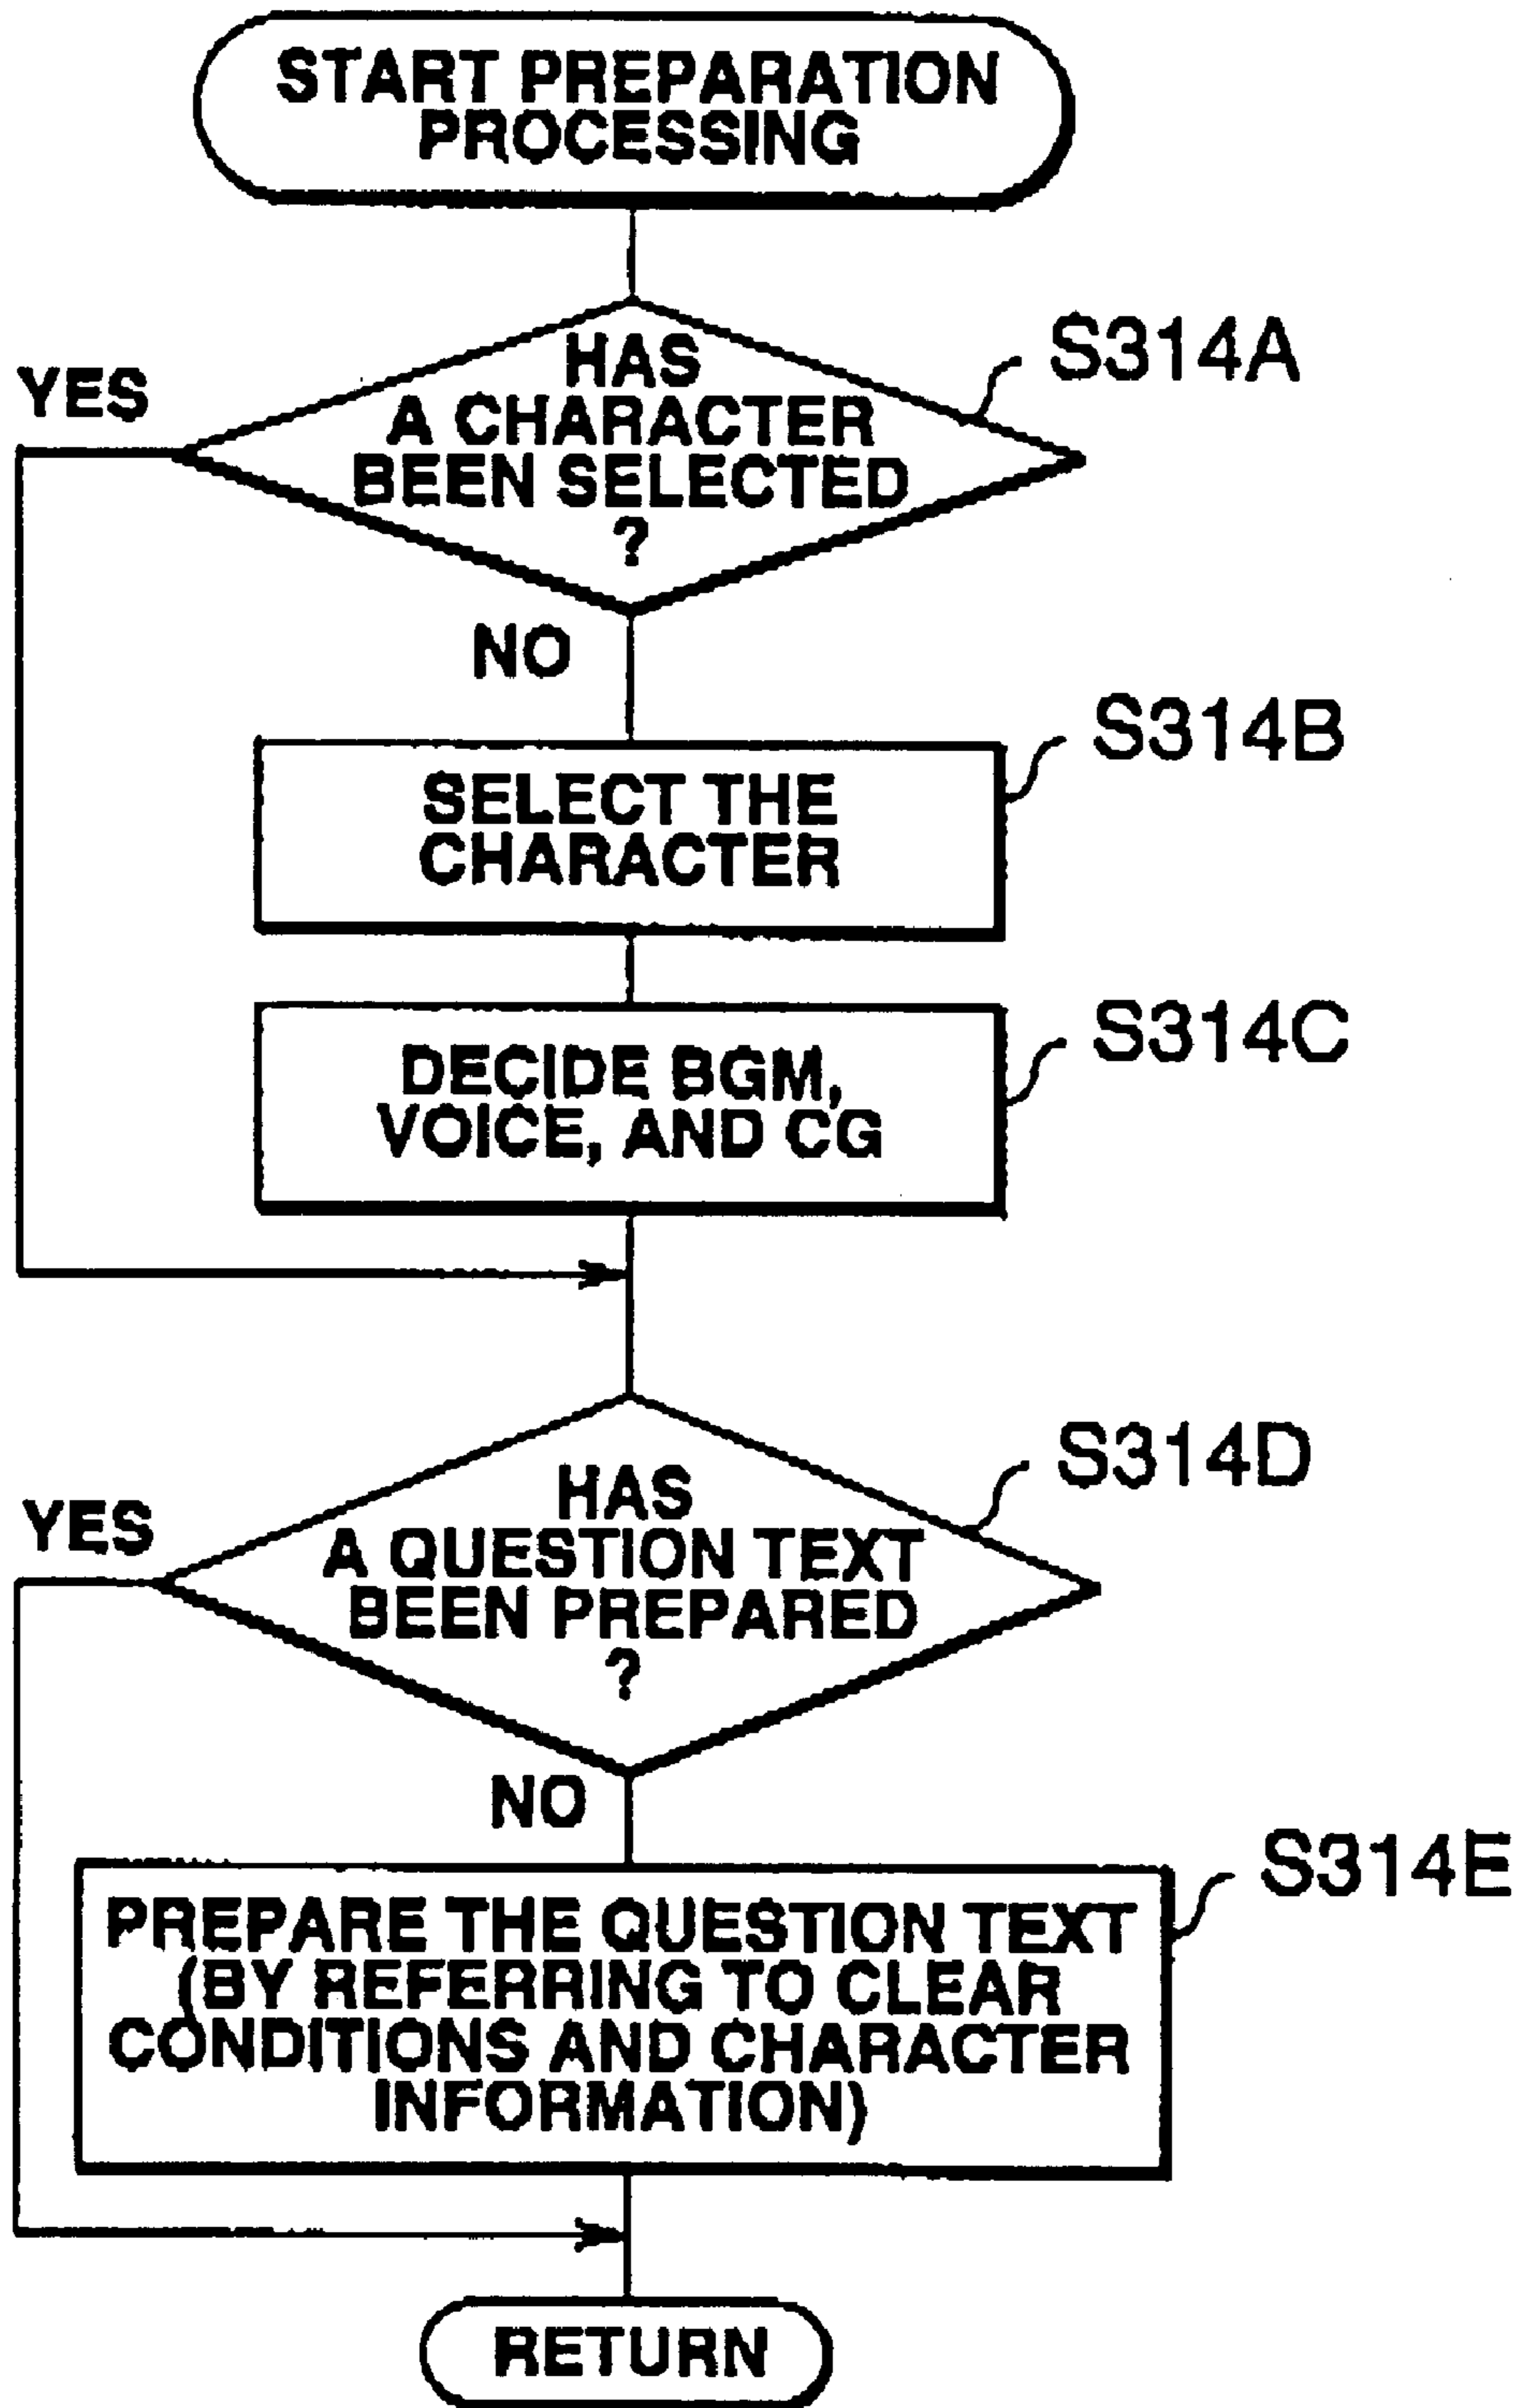 START PREPARATION
PROCESSING
HAS
A CHARACTER
BEEN SELECTED
?
S314A
YES
NO
SELECT THE
CHARACTER
S314B
DECIDE BGM,
VOICE, AND CG
S314C
HAS
A QUESTION TEXT
BEEN PREPARED
?
S314D
YES
NO
PREPARE THE QUESTION TEXT
(BY REFERRING TO CLEAR
CONDITIONS AND CHARACTER
INFORMATION)
S314E
RETURN